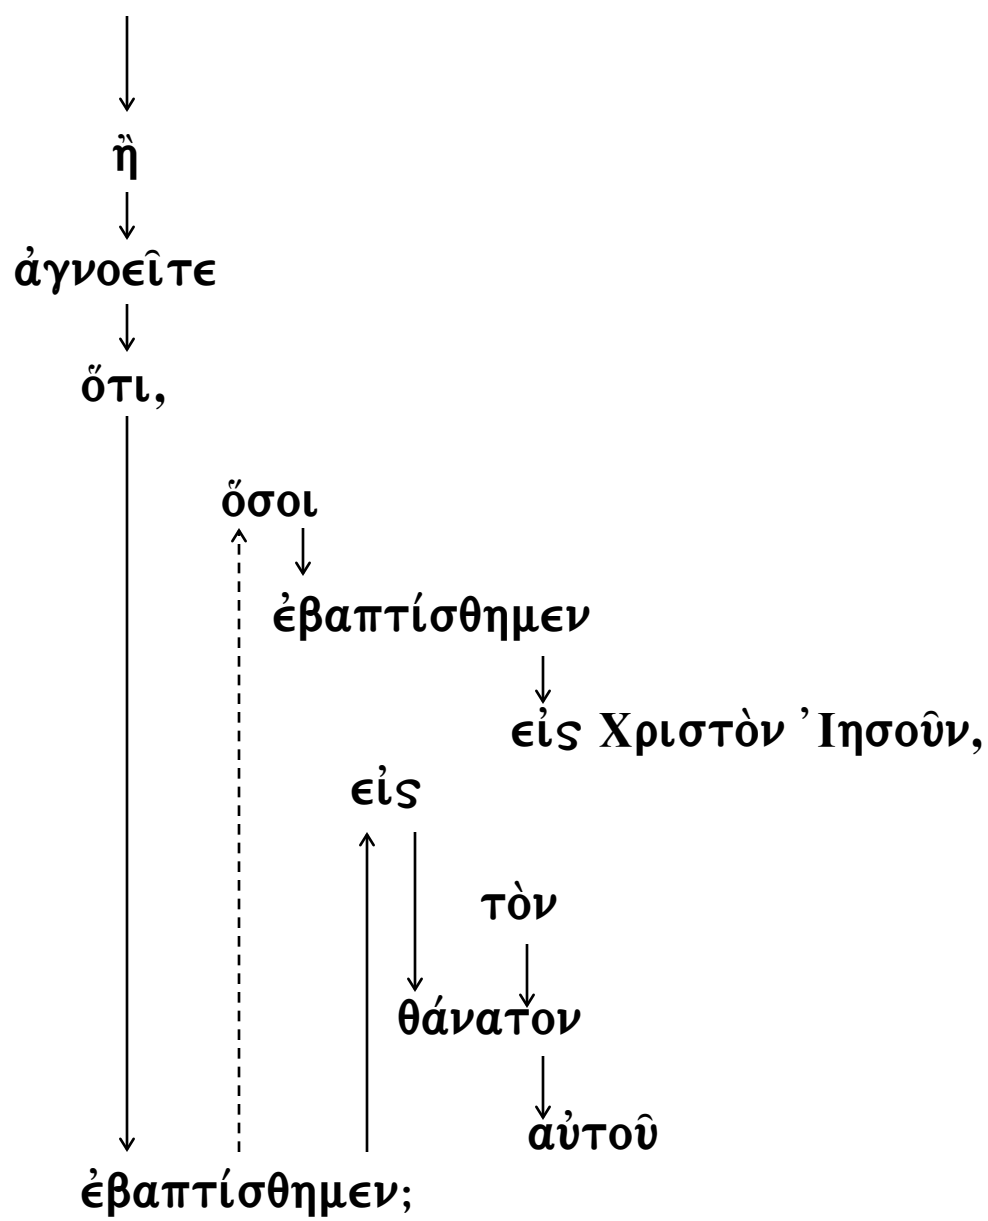 ἢ
ἀγνοεῖτε
ὅτι,
ὅσοι
ἐβαπτίσθημεν
εἰς Χριστὸν Ἰησοῦν,
εἰς
τὸν
θάνατον
αὐτοῦ
ἐβαπτίσθημεν;